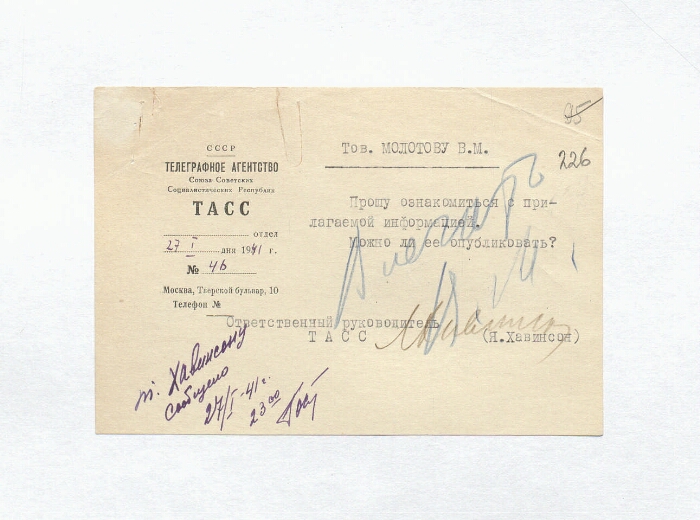 85
226
СССР
ТЕЛЕГРАФНОЕ АГЕНТСТВО
Союза Советских
Социалистических Республик
ТАСС
отдел
27 I дня 1941 г.
№ 46
Москва, Тверской бульвар, 10
Телефон №
Тов. МОЛОТОВУ В.М.
Прошу ознакомиться с при-
лагаемой информацией.
Можно ли ее опубликовать?
В печать
В. М.
Ответственный руководитель
ТАСС
(Я.Хавинсон)
т. Хавинсону
сообщено
27/I-41 г.
23 00